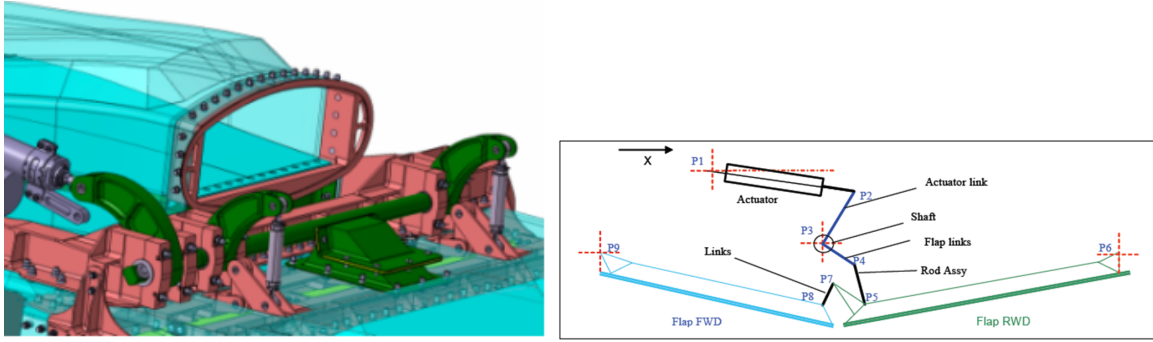 X
P1
P2
Actuator
Actuator link
P3
Shaft
Flap links
P9
P6
Links
P4
Rod Assy
P7
P8
P5
Flap FWD
Flap RWD